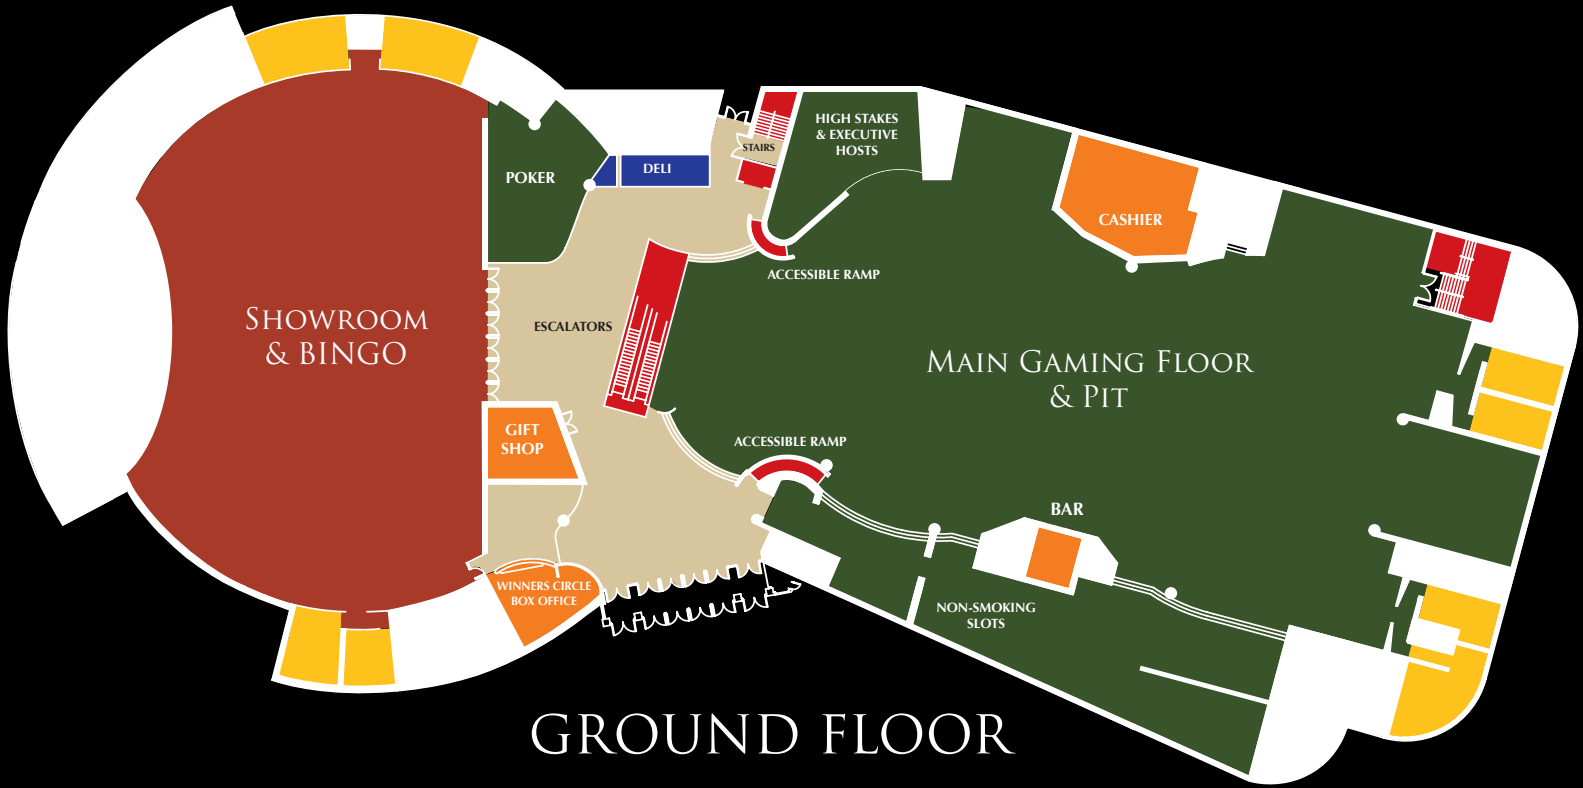 HIGH STAKES
& EXECUTIVE
HOSTS
STAIRS
DELI
POKER
CASHIER
ACCESSIBLE RAMP
SHOWROOM
& BINGO
ESCALATORS
MAIN GAMING FLOOR
& PIT
GIFT
SHOP
ACCESSIBLE RAMP
BAR
WINNERS CIRCLE
BOX OFFICE
NON-SMOKING
SLOTS
GROUND FLOOR